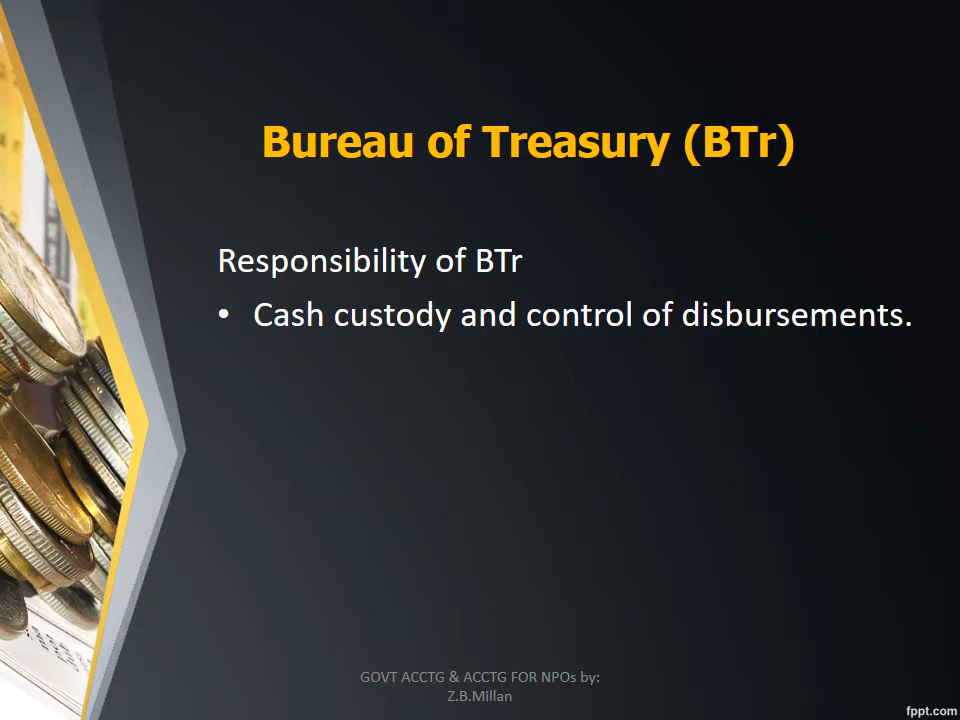 Bureau of Treasury (BTr)
Responsibility of BTr
• Cash custody and control of disbursements.
GOVT ACCTG & ACCTG FOR NPOs by:
Z.B.Millan
fppt.com